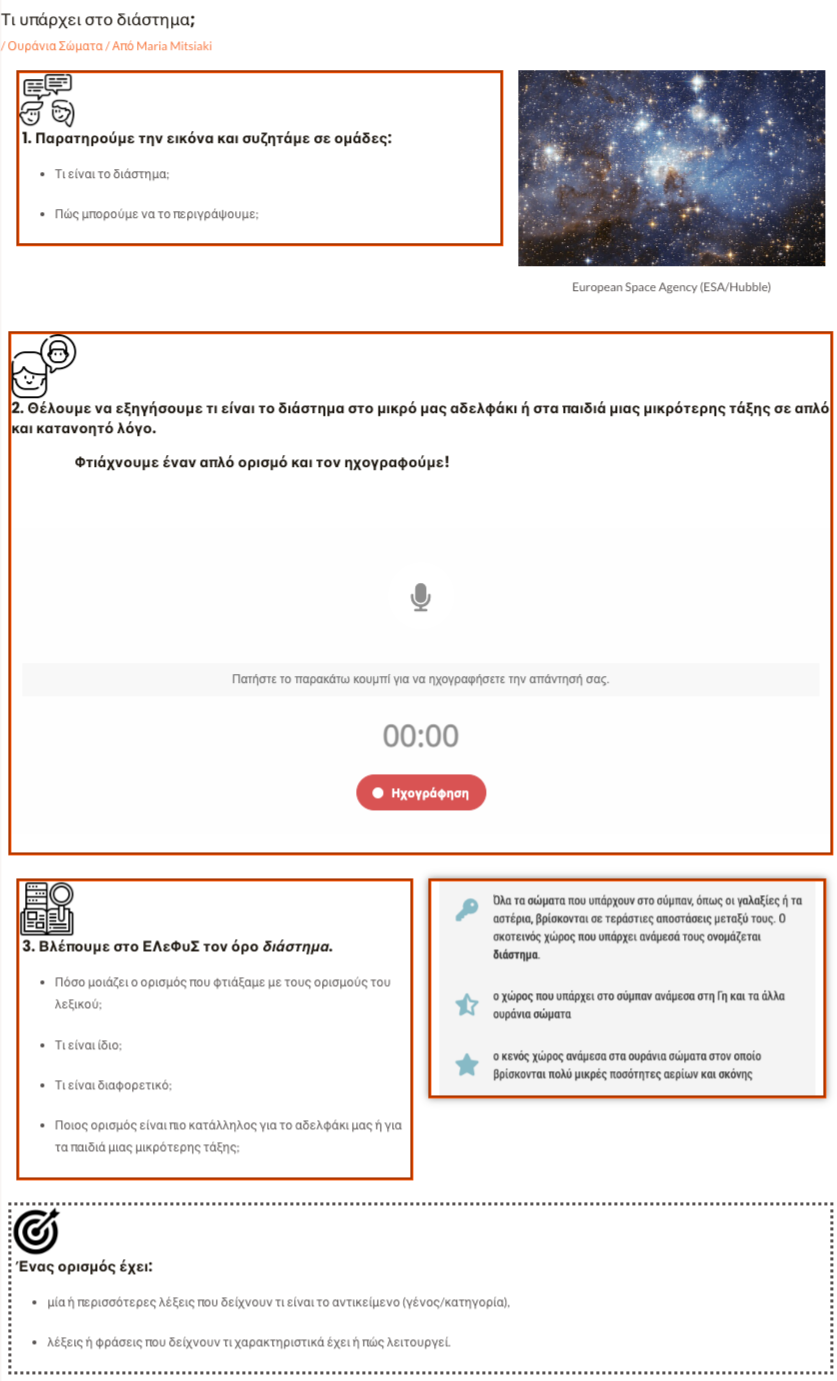 Τι υπάρχει στο διάστημα;
/ Ουράνια Σώματα / Από Maria Mitsiaki
1. Παρατηρούμε την εικόνα και συζητάμε σε ομάδες:
• Τι είναι το διάστημα;
• Πώς μπορούμε να το περιγράψουμε;
European Space Agency (ESA/Hubble)
2. Θέλουμε να εξηγήσουμε τι είναι το διάστημα στο μικρό μας αδελφάκι ή στα παιδιά μιας μικρότερης τάξης σε απλό
και κατανοητό λόγο.
Φτιάχνουμε έναν απλό ορισμό και τον ηχογραφούμε!
Πατήστε το παρακάτω κουμπί για να ηχογραφήσετε την απάντησή σας.
00:00
Ηχογράφηση
3. Βλέπουμε στο ΕΛεΦυΣ τον όρο διάστημα.
• Πόσο μοιάζει ο ορισμός που φτιάξαμε με τους ορισμούς του
λεξικού;
• Τι είναι ίδιο;
• Τι είναι διαφορετικό;
• Ποιος ορισμός είναι πιο κατάλληλος για το αδελφάκι μας ή για
τα παιδιά μιας μικρότερης τάξης;
Όλα τα σώματα που υπάρχουν στο σύμπαν, όπως οι γαλαξίες ή τα
αστέρια, βρίσκονται σε τεράστιες αποστάσεις μεταξύ τους. Ο
σκοτεινός χώρος που υπάρχει ανάμεσά τους ονομάζεται
διάστημα.
ο χώρος που υπάρχει στο σύμπαν ανάμεσα στη Γη και τα άλλα
ουράνια σώματα
ο κενός χώρος ανάμεσα στα ουράνια σώματα στον οποίο
βρίσκονται πολύ μικρές ποσότητες αερίων και σκόνης
Ένας ορισμός έχει:
• μία ή περισσότερες λέξεις που δείχνουν τι είναι το αντικείμενο (γένος/κατηγορία),
• λέξεις ή φράσεις που δείχνουν τι χαρακτηριστικά έχει ή πώς λειτουργεί.